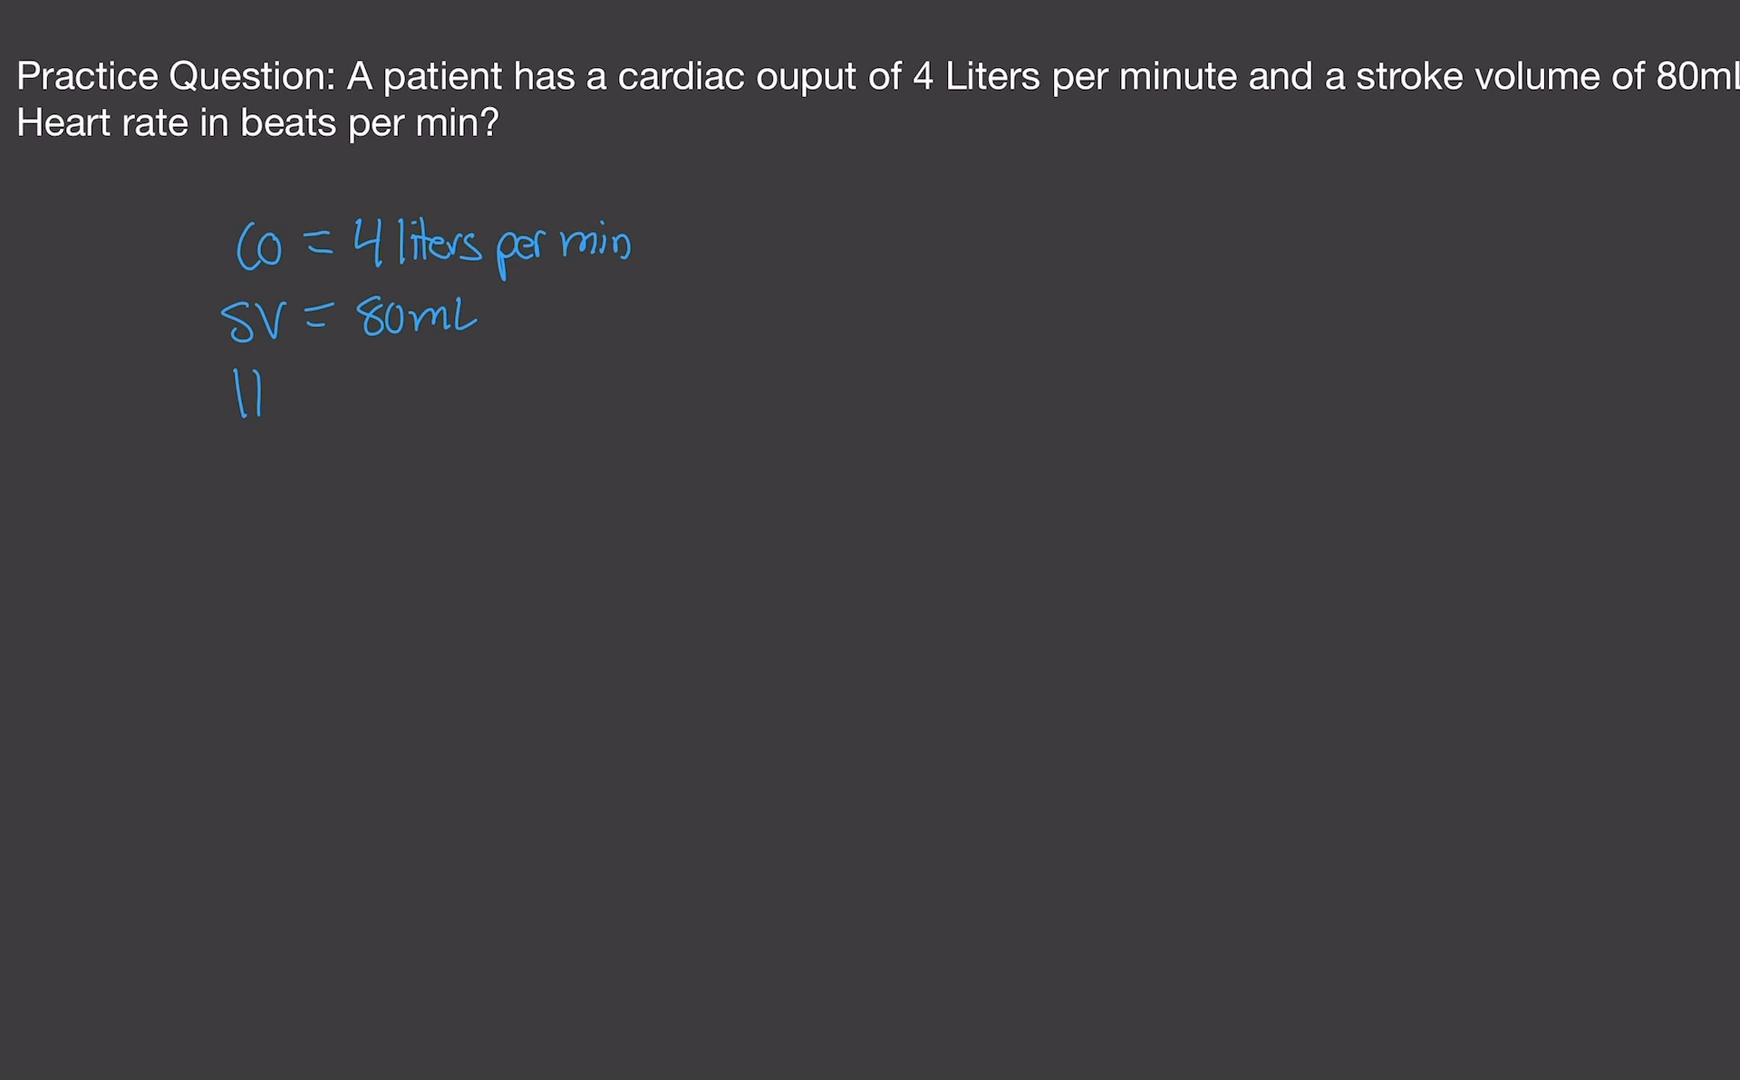 Practice Question: A patient has a cardiac ouput of 4 Liters per minute and a stroke volume of 80mL
Heart rate in beats per min?
CO = 4 liters per min
SV = 80mL